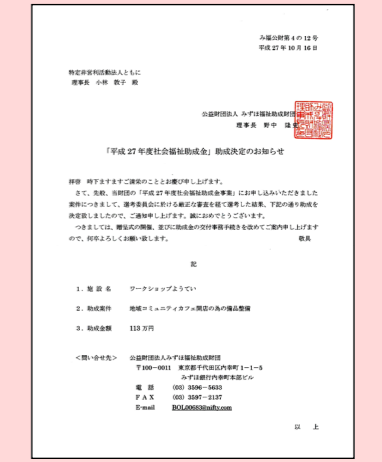 み福公財第4の12号
平成27年10月16日
特定非営利活動法人ともに
理事長 小林 敦子 殿
公益財団法人 みずほ福祉助成財団
理事長 野中 隆史
「平成27年度社会福祉助成金」助成決定のお知らせ
拝啓 時下ますますご清栄のこととお慶び申し上げます。
さて、先般、当財団の「平成27年度社会福祉助成金事業」にお申し込みいただきました
案件につきまして、選考委員会に於ける厳正な審査を経て選考した結果、下記の通り助成を
決定致しましたので、ご通知申し上げます。誠におめでとうございます。
つきましては、贈呈式の開催、並びに助成金の交付事務手続きを改めてご案内申し上げます
ので、何卒よろしくお願い致します。 敬具
記
1.施設名 ワークショップようてい
2.助成案件 地域コミュニティカフェ開店の為の備品整備
3.助成金額 113万円
<問い合せ先> 公益財団法人みずほ福祉助成財団
〒100-0011 東京都千代田区内幸町1-1-5
みずほ銀行内幸町本部ビル
電話 (03)3596-5633
FAX (03)3597-2137
E-mail BOL00683@nifty.com
以上